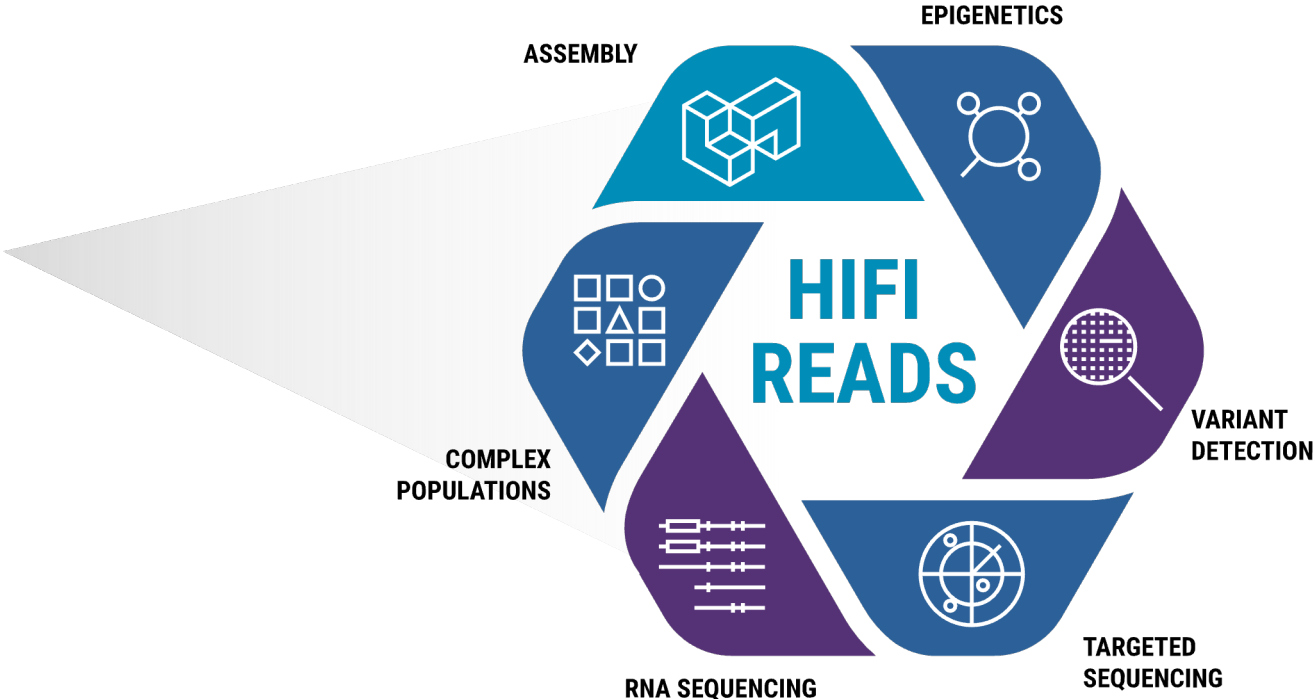 EPIGENETICS
ASSEMBLY
HIFI
READS
VARIANT
DETECTION
COMPLEX
POPULATIONS
TARGETED
SEQUENCING
RNA SEQUENCING